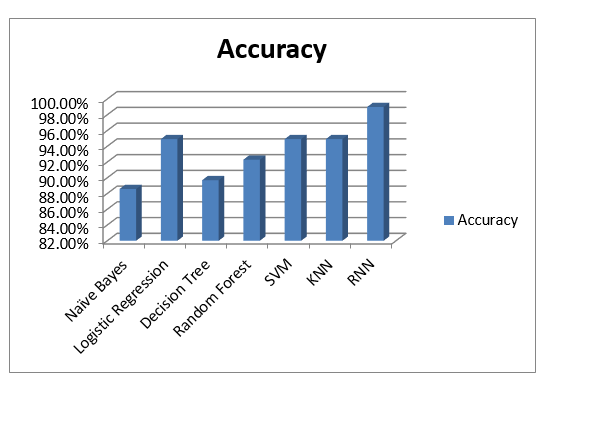 Accuracy
100.00%
98.00%
96.00%
94.00%
92.00%
90.00%
88.00%
86.00%
84.00%
82.00%
Naïve Bayes
Logistic Regression
Decision Tree
Random Forest
SVM
KNN
RNN
Accuracy